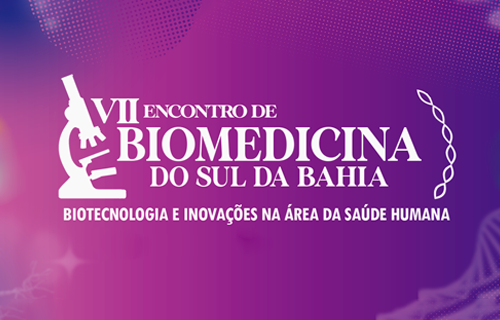 VII ENCONTRO DE
BIOMEDICINA
DO SUL DA BAHIA
BIOTECNOLOGIA E INOVAÇÕES NA ÁREA DA SAÚDE HUMANA